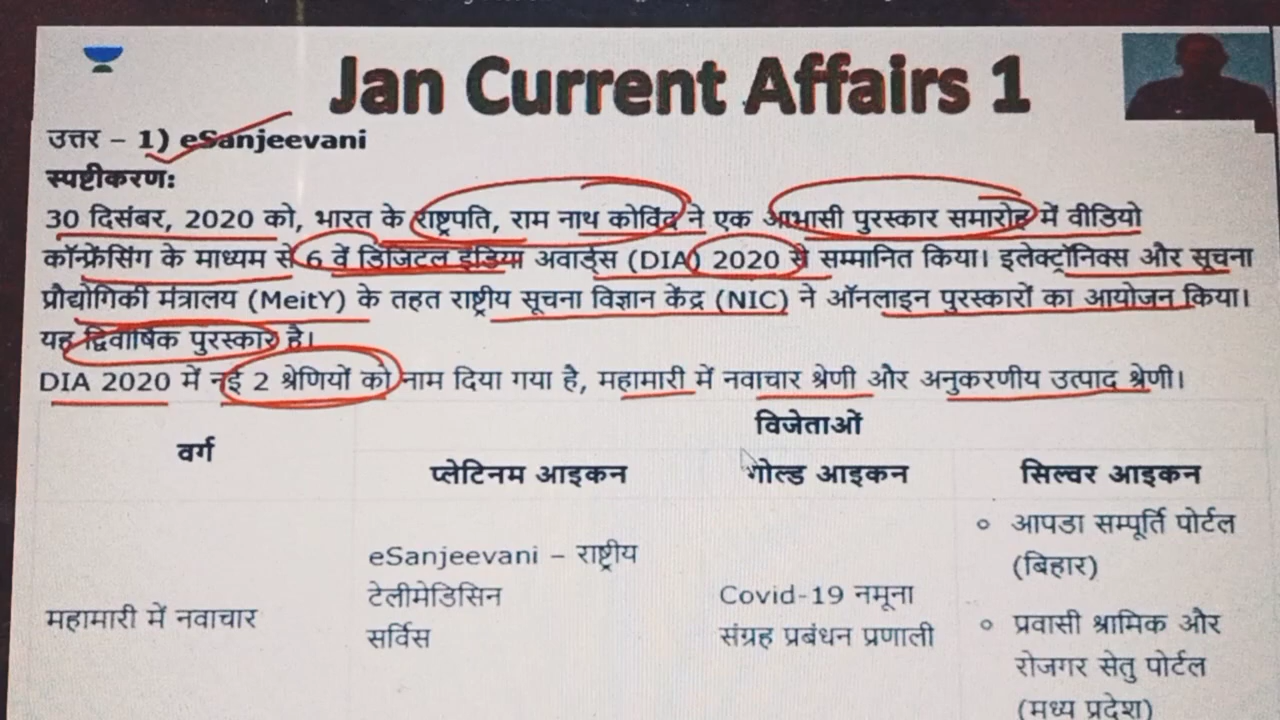 Jan Current Affairs 1
उत्तर – 1) eSanjeevani
स्पष्टीकरण:
30 दिसंबर, 2020 को, भारत के राष्ट्रपति, राम नाथ कोविंद ने एक आभासी पुरस्कार समारोह में वीडियो
कॉन्फ्रेंसिंग के माध्यम से 6 वें डिजिटल इंडिया अवार्ड्स (DIA) 2020 से सम्मानित किया। इलेक्ट्रॉनिक्स और सूचना
प्रौद्योगिकी मंत्रालय (MeitY) के तहत राष्ट्रीय सूचना विज्ञान केंद्र (NIC) ने ऑनलाइन पुरस्कारों का आयोजन किया।
यह द्विवार्षिक पुरस्कार है।
DIA 2020 में नई 2 श्रेणियों को नाम दिया गया है, महामारी में नवाचार श्रेणी और अनुकरणीय उत्पाद श्रेणी।
वर्ग
विजेताओं
प्लेटिनम आइकन
गोल्ड आइकन
सिल्वर आइकन
महामारी में नवाचार
eSanjeevani – राष्ट्रीय
टेलीमेडिसिन
सर्विस
Covid-19 नमूना
संग्रह प्रबंधन प्रणाली
आपडा सम्पूर्ति पोर्टल
(बिहार)
प्रवासी श्रामिक और
रोजगर सेतु पोर्टल
(मध्य प्रदेश)